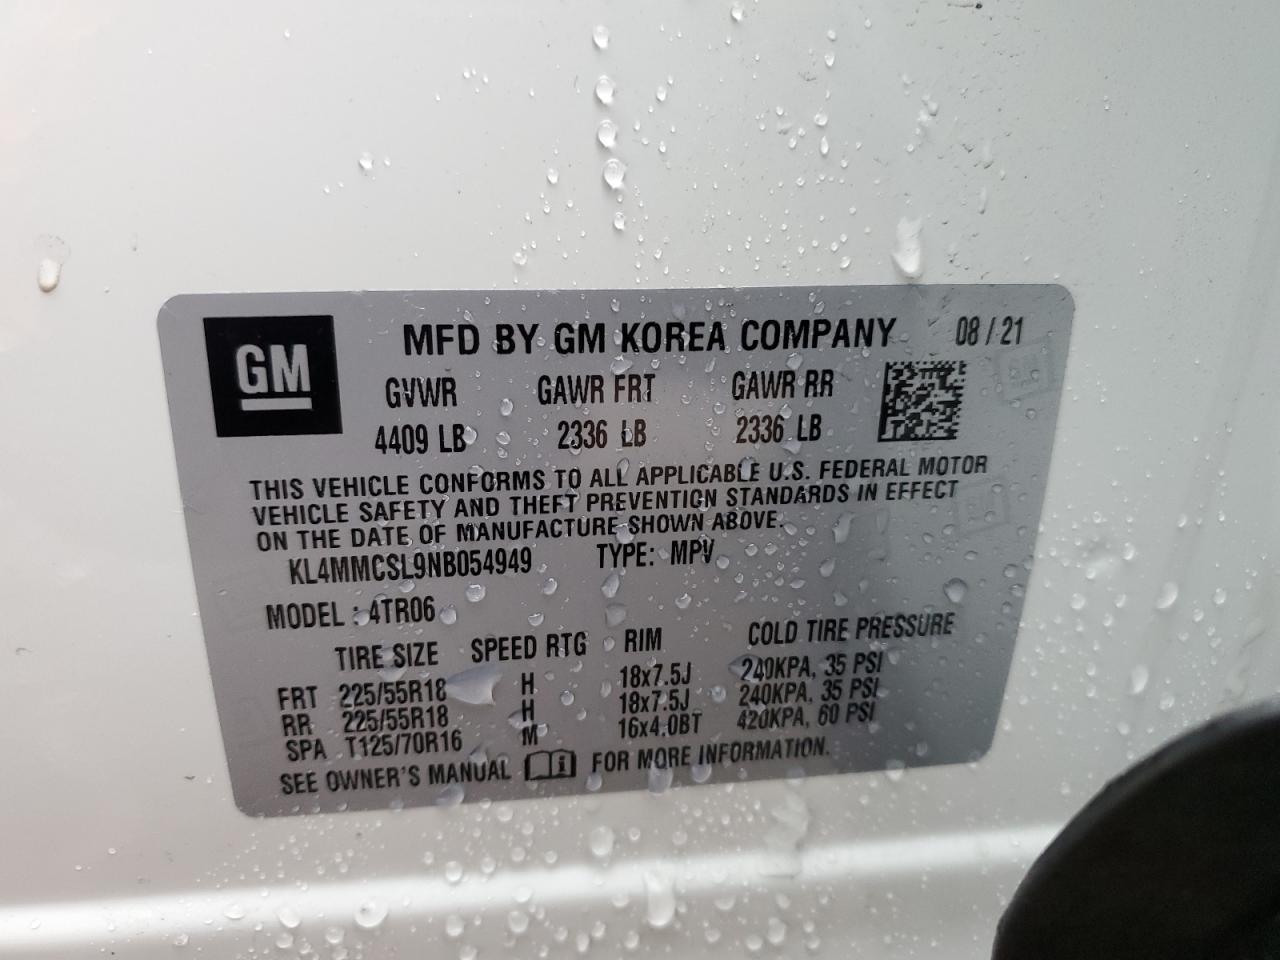 GM
MFD BY GM KOREA COMPANY 08 / 21
GVWR GAWR FRT GAWR RR
4409 LB 2336 LB 2336 LB
THIS VEHICLE CONFORMS TO ALL APPLICABLE U.S. FEDERAL MOTOR
VEHICLE SAFETY AND THEFT PREVENTION STANDARDS IN EFFECT
ON THE DATE OF MANUFACTURE SHOWN ABOVE.
KL4MMCSL9NB054949 TYPE: MPV
MODEL : 4TR06
TIRE SIZE SPEED RTG RIM COLD TIRE PRESSURE
FRT 225/55R18 H 18x7.5J 240KPA, 35 PSI
RR 225/55R18 H 18x7.5J 240KPA, 35 PSI
SPA T125/70R16 M 16x4.0BT 420KPA, 60 PSI
SEE OWNER'S MANUAL i FOR MORE INFORMATION.